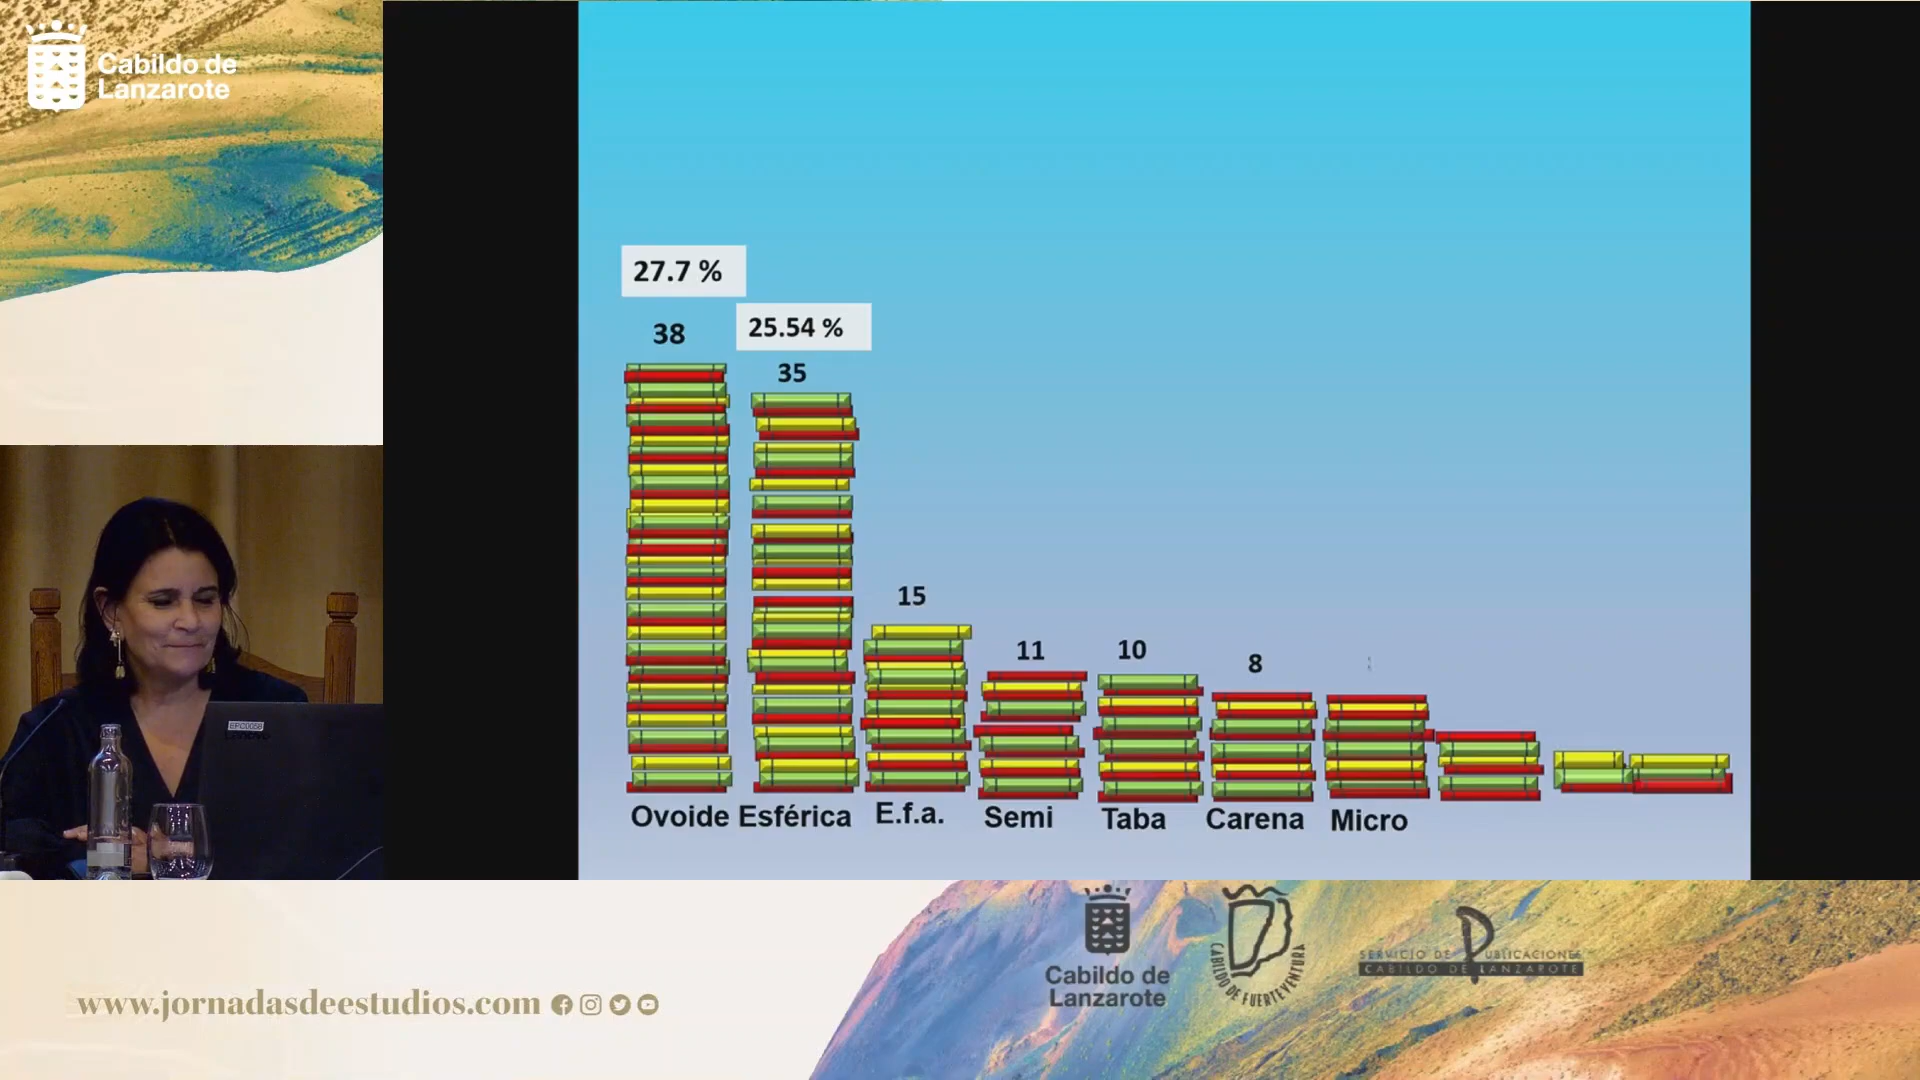 Cabildo de
Lanzarote
27.7 %
38
25.54 %
35
15
11
10
8
Ovoide
Esférica
E.f.a.
Semi
Taba
Carena
Micro
Cabildo de
Lanzarote
CABILDO DE FUERTEVENTURA
SERVICIO DE PUBLICACIONES
CABILDO DE LANZAROTE
www.jornadasdeestudios.com